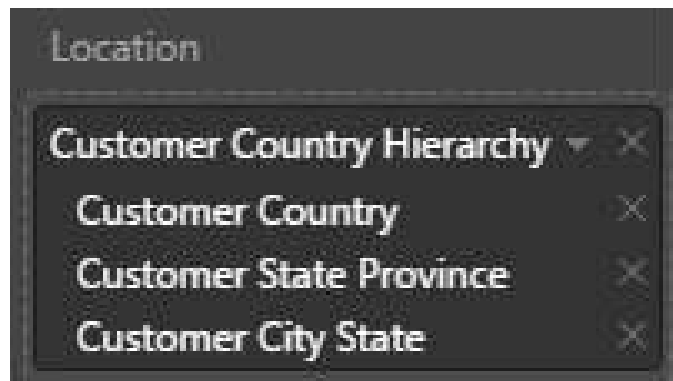 Location
Customer Country Hierarchy
Customer Country
Customer State Province
Customer City State